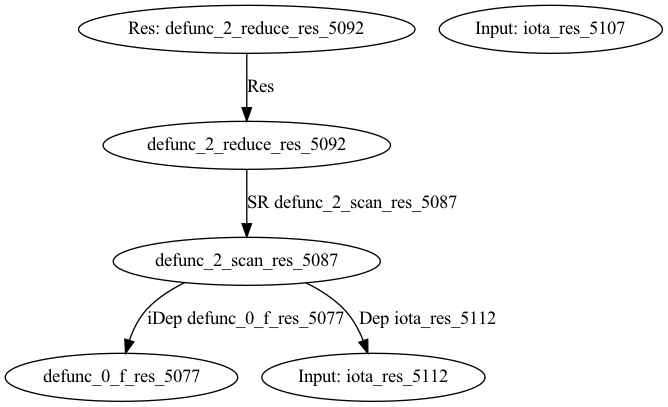 Res: defunc_2_reduce_res_5092
Input: iota_res_5107
Res
defunc_2_reduce_res_5092
SR defunc_2_scan_res_5087
defunc_2_scan_res_5087
iDep defunc_0_f_res_5077
Dep iota_res_5112
defunc_0_f_res_5077
Input: iota_res_5112